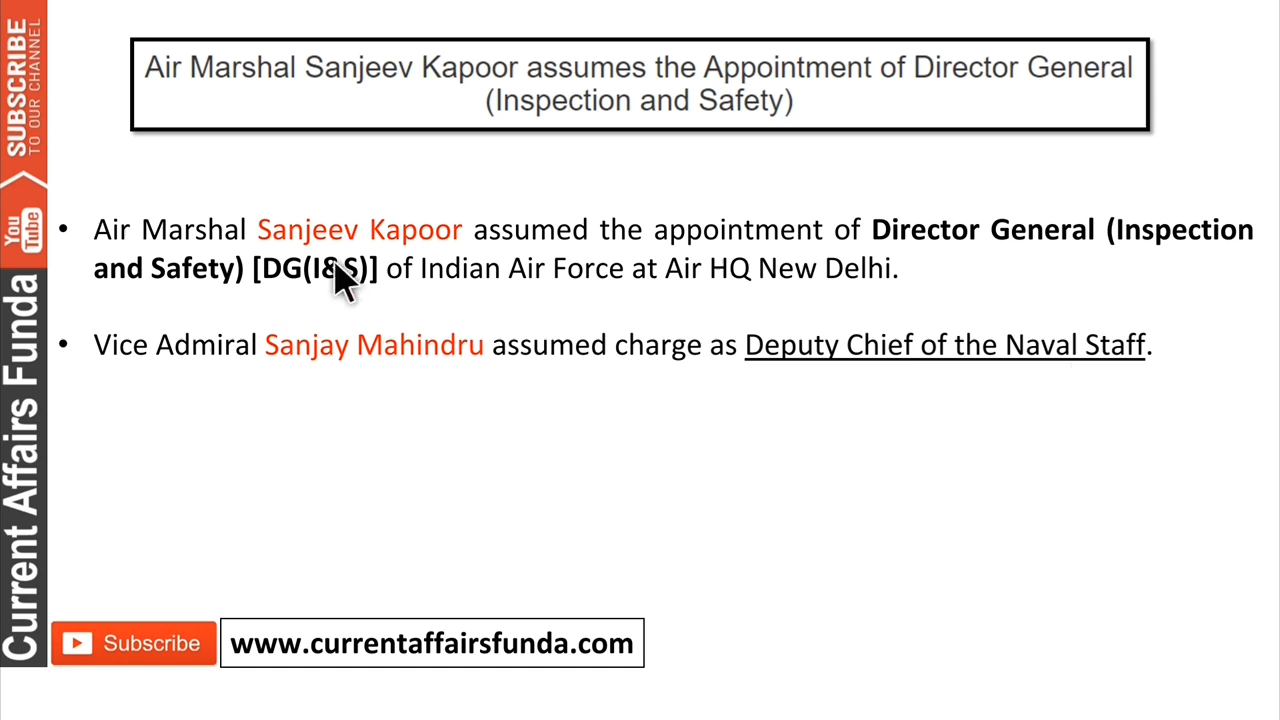 Air Marshal Sanjeev Kapoor assumes the Appointment of Director General
(Inspection and Safety)
• Air Marshal Sanjeev Kapoor assumed the appointment of Director General (Inspection
and Safety) [DG(I&S)] of Indian Air Force at Air HQ New Delhi.
• Vice Admiral Sanjay Mahindru assumed charge as Deputy Chief of the Naval Staff.
SUBSCRIBE
TO OUR CHANNEL
You
Tube
Current Affairs Funda
Subscribe
www.currentaffairsfunda.com